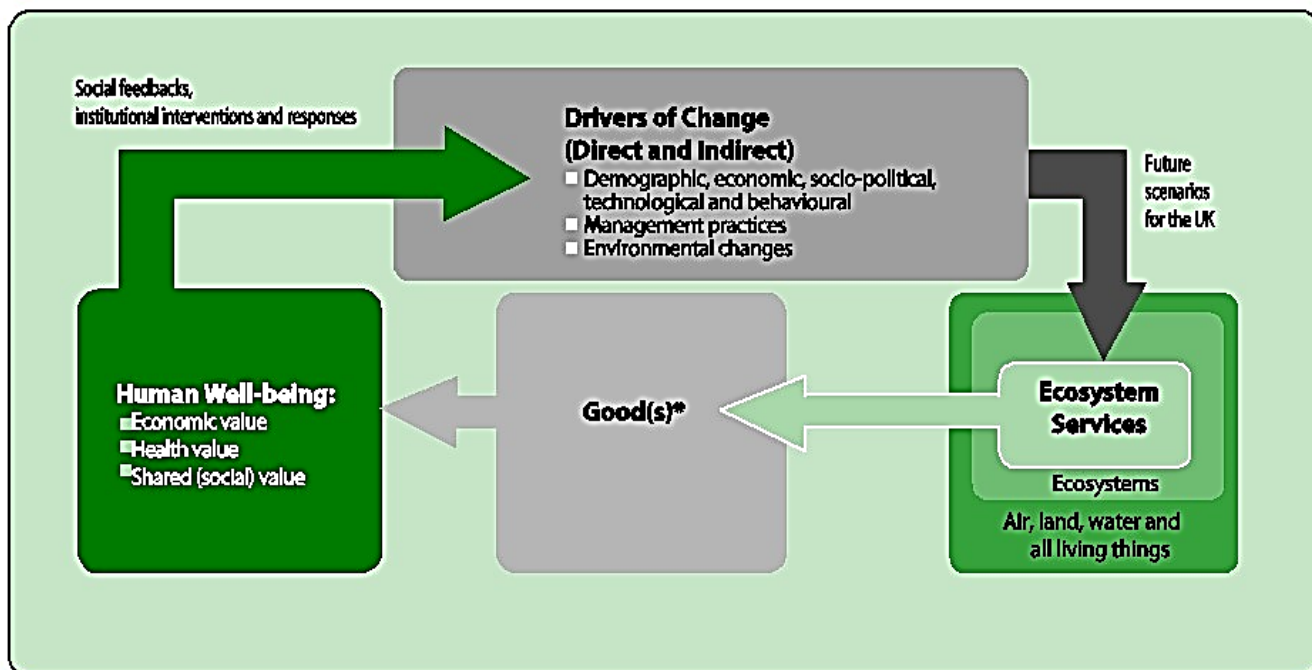 Social feedbacks,
institutional interventions and responses
Drivers of Change
(Direct and Indirect)
Demographic, economic, socio-political,
technological and behavioural
Management practices
Environmental changes
Future
scenarios
for the UK
Human Well-being:
Economic value
Health value
Shared (social) value
Good(s)*
Ecosystem
Services
Ecosystems
Air, land, water and
all living things